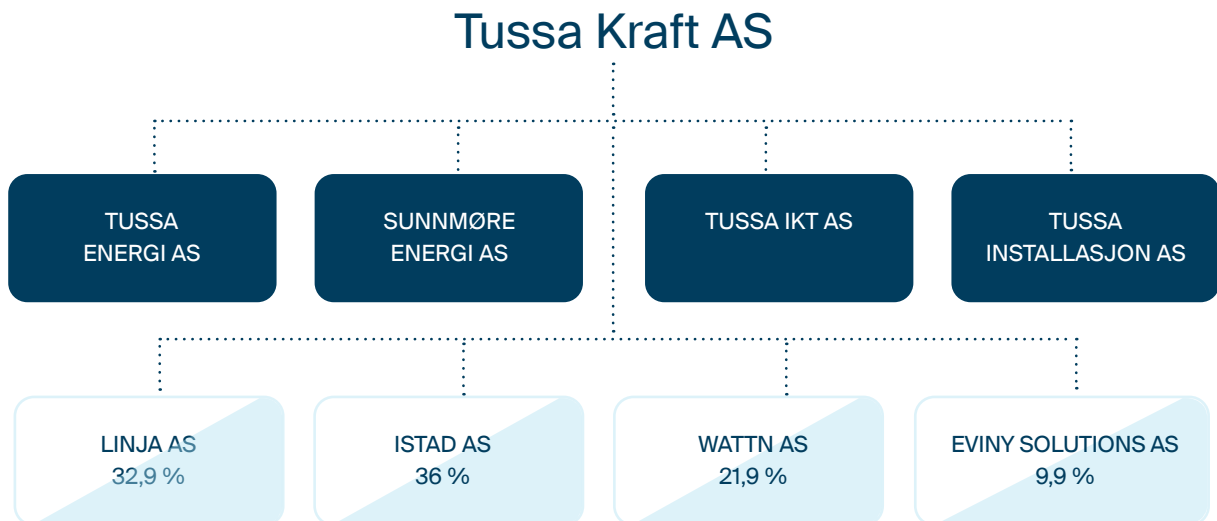 Tussa Kraft AS
TUSSA
ENERGI AS
SUNNMØRE
ENERGI AS
TUSSA IKT AS
TUSSA
INSTALLASJON AS
LINJA AS
32,9 %
ISTAD AS
36 %
WATTN AS
21,9 %
EVINY SOLUTIONS AS
9,9 %